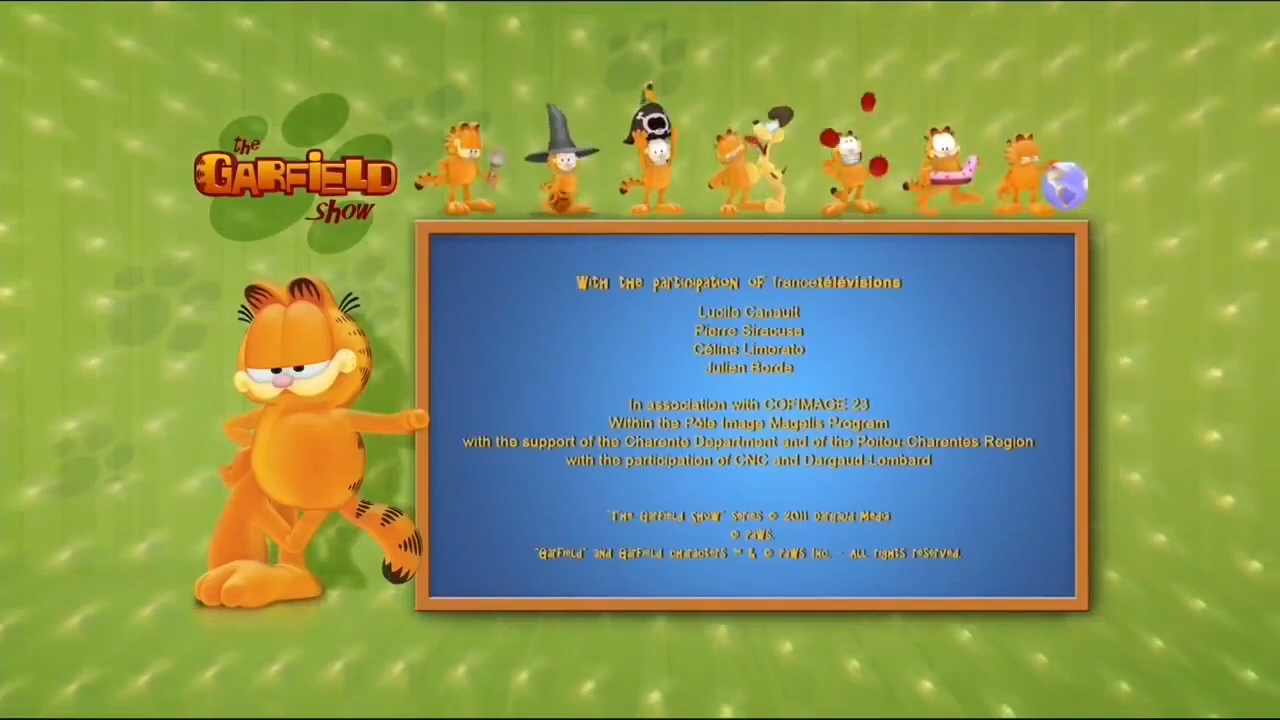 the
GARFIELD
show
With the participation of francetélévisions
Lucile Canault
Pierre Siracusa
Céline Limorato
Julien Borde
In association with COFIMAGE 23
Within the Pôle Image Magelis Program
with the support of the Charente Department and of the Poitou-Charentes Region
with the participation of CNC and Dargaud-Lombard
"The Garfield Show" series © 2011 Dargaud Media
© PAWS.
"Garfield" and Garfield characters ™ & © PAWS INC. - All rights reserved.